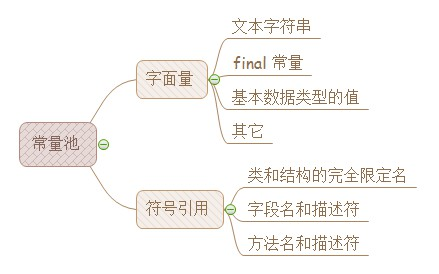 常量池
字面量
文本字符串
final 常量
基本数据类型的值
其它
符号引用
类和结构的完全限定名
字段名和描述符
方法名和描述符